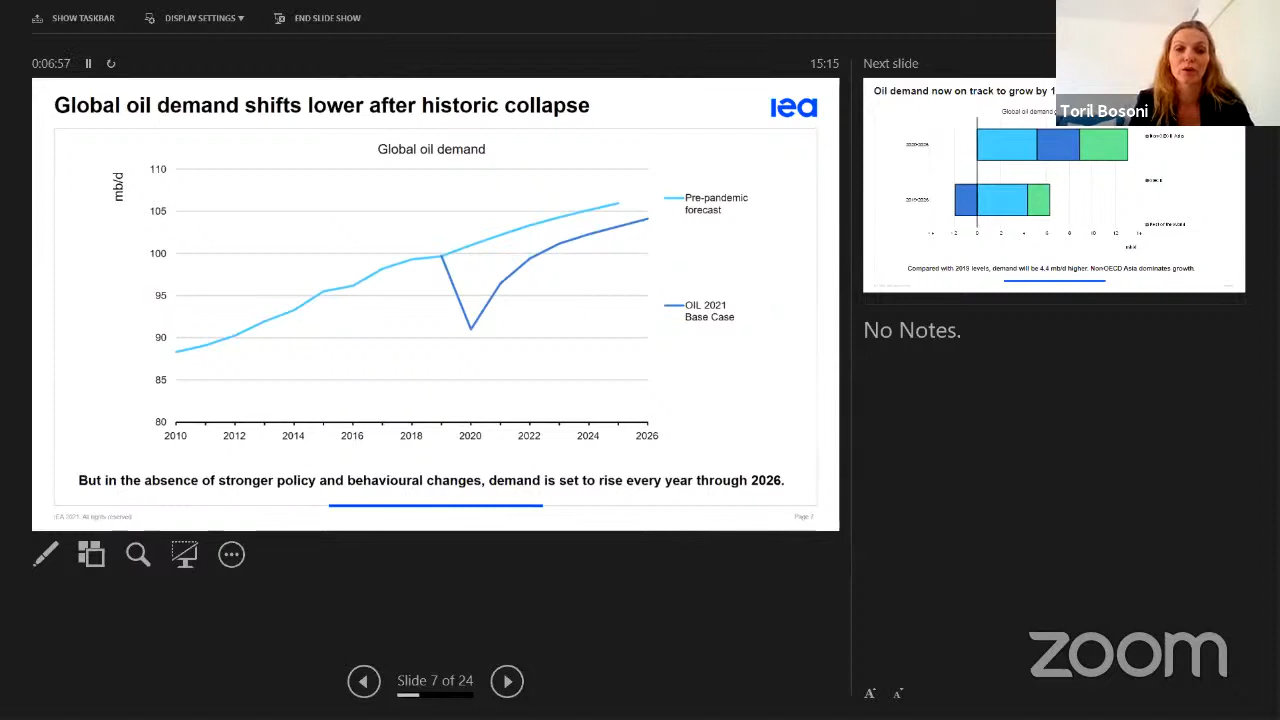 SHOW TASKBAR
DISPLAY SETTINGS ▼
END SLIDE SHOW
0:06:57
15:15
Global oil demand shifts lower after historic collapse
iea
Global oil demand
mb/d
110
105
100
95
90
85
80
2010 2012 2014 2016 2018 2020 2022 2024 2026
Pre-pandemic
forecast
OIL 2021
Base Case
But in the absence of stronger policy and behavioural changes, demand is set to rise every year through 2026.
IEA 2021. All rights reserved
Page 7
Slide 7 of 24
Next slide
Toril Bosoni
Oil demand now on track to grow by 1
Global oil demand
Compared with 2019 levels, demand will be 4.4 mb/d higher. Non-OECD Asia dominates growth.
No Notes.
zoom
A A